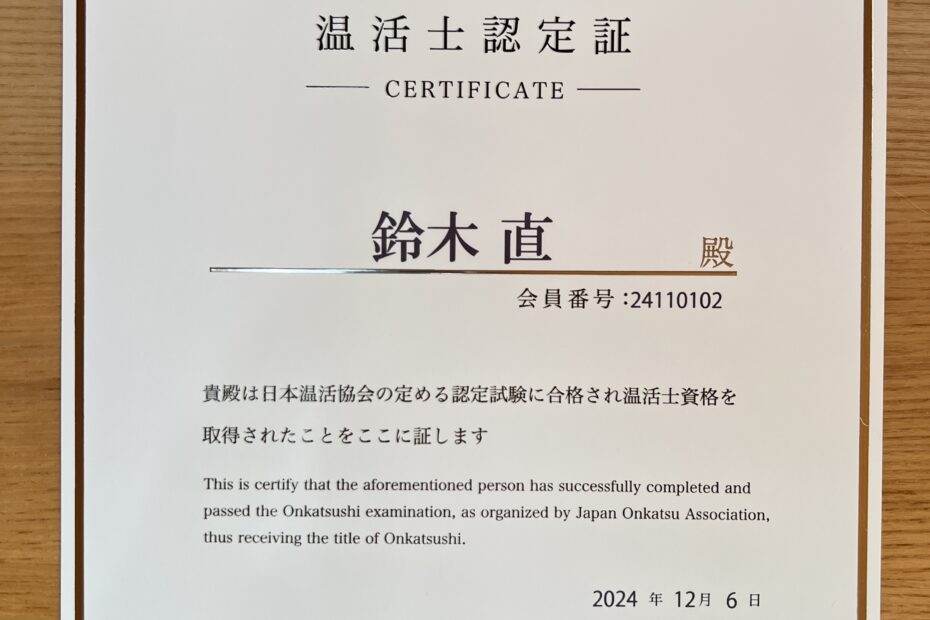 温活士認定証
CERTIFICATE
鈴木 直 殿
会員番号:24110102
貴殿は日本温活協会の定める認定試験に合格され温活士資格を
取得されたことをここに証します
This is certify that the aforementioned person has successfully completed and
passed the Onkatsushi examination, as organized by Japan Onkatsu Association,
thus receiving the title of Onkatsushi.
2024 年 12月 6 日